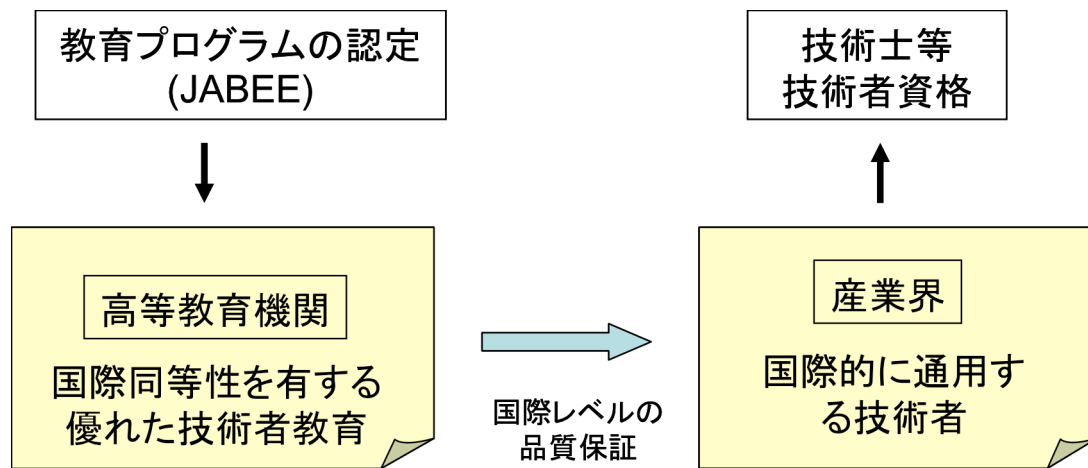 教育プログラムの認定
(JABEE)
技術士等
技術者資格
高等教育機関
国際同等性を有する
優れた技術者教育
国際レベルの
品質保証
産業界
国際的に通用す
る技術者